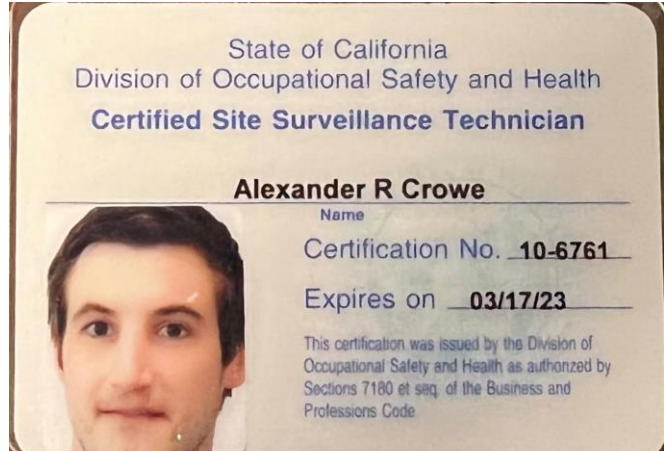 State of California
Division of Occupational Safety and Health
Certified Site Surveillance Technician
Alexander R Crowe
Name
Certification No. 10-6761
Expires on 03/17/23
This certification was issued by the Division of
Occupational Safety and Health as authorized by
Sections 7180 et seq. of the Business and
Professions Code